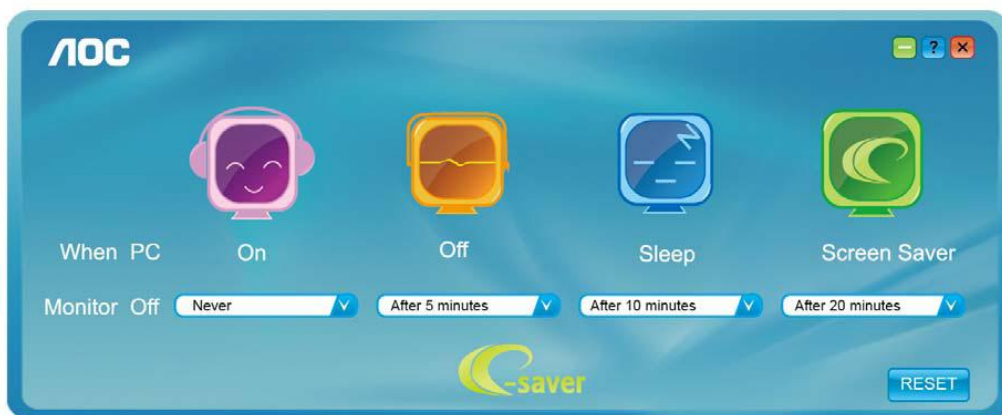 AOC
?
When PC On Off Sleep Screen Saver
Monitor Off Never After 5 minutes After 10 minutes After 20 minutes
e-saver
RESET